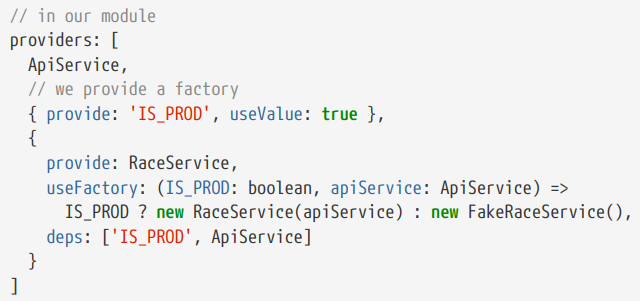 // in our module
providers: [
  ApiService,
  // we provide a factory
  { provide: 'IS_PROD', useValue: true },
  {
    provide: RaceService,
    useFactory: (IS_PROD: boolean, apiService: ApiService) =>
      IS_PROD ? new RaceService(apiService) : new FakeRaceService(),
    deps: ['IS_PROD', ApiService]
  }
]